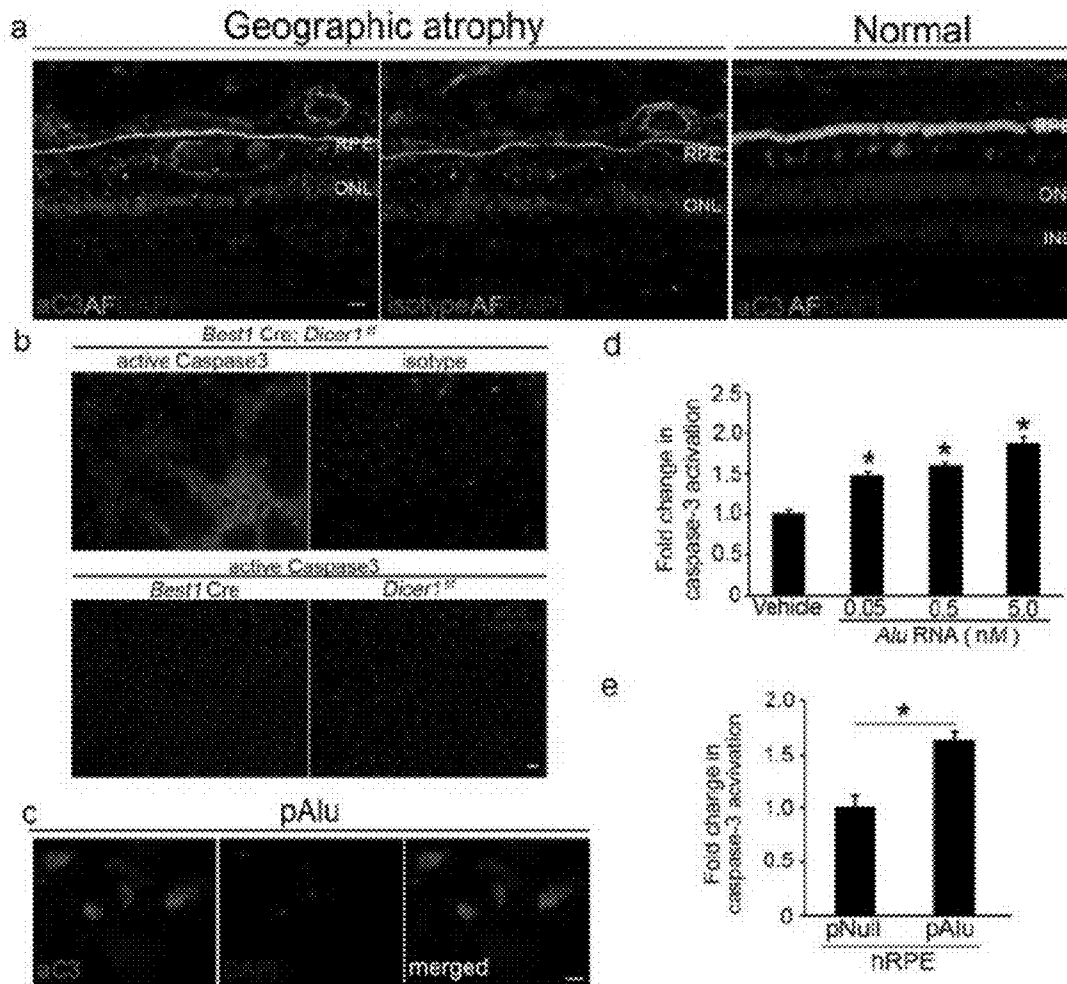 a
Geographic atrophy
Normal
RPE
ONL
aC3 AF
RPE
ONL
isotype AF
ONL
INL
aC3 AF
b
Best1 Cre; Dicer1 f/f
active Caspase3
isotype
active Caspase3
Best1 Cre
Dicer1 f/f
c
pAlu
aC3
merged
d
Fold change in
caspase-3 activation
2.5
2.0
1.5
1.0
0.5
0
*
*
*
Vehicle
0.05
0.5
5.0
Alu RNA ( nM )
e
Fold change in
caspase-3 activation
2.0
1.5
1.0
0.5
0
*
pNull
pAlu
nRPE